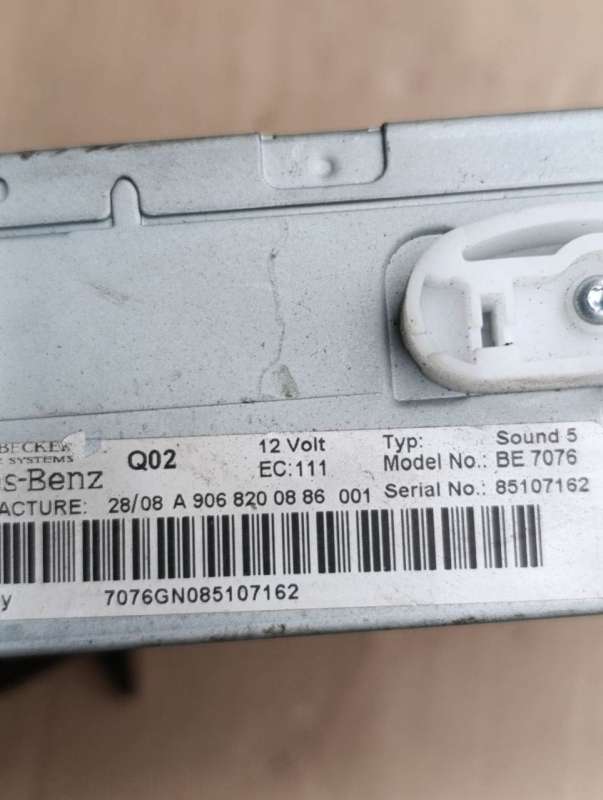 BECKER
SYSTEMS
s-Benz
Q02
12 Volt
EC:111
Typ: Sound 5
Model No.: BE 7076
Serial No.: 85107162
ACTURE: 28/08 A 906 820 08 86 001
y
7076GN085107162